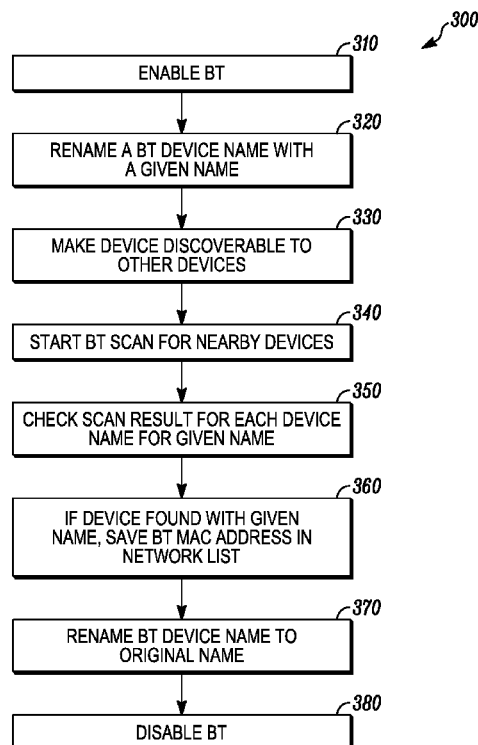 300
310
ENABLE BT
320
RENAME A BT DEVICE NAME WITH
A GIVEN NAME
330
MAKE DEVICE DISCOVERABLE TO
OTHER DEVICES
340
START BT SCAN FOR NEARBY DEVICES
350
CHECK SCAN RESULT FOR EACH DEVICE
NAME FOR GIVEN NAME
360
IF DEVICE FOUND WITH GIVEN
NAME, SAVE BT MAC ADDRESS IN
NETWORK LIST
370
RENAME BT DEVICE NAME TO
ORIGINAL NAME
380
DISABLE BT